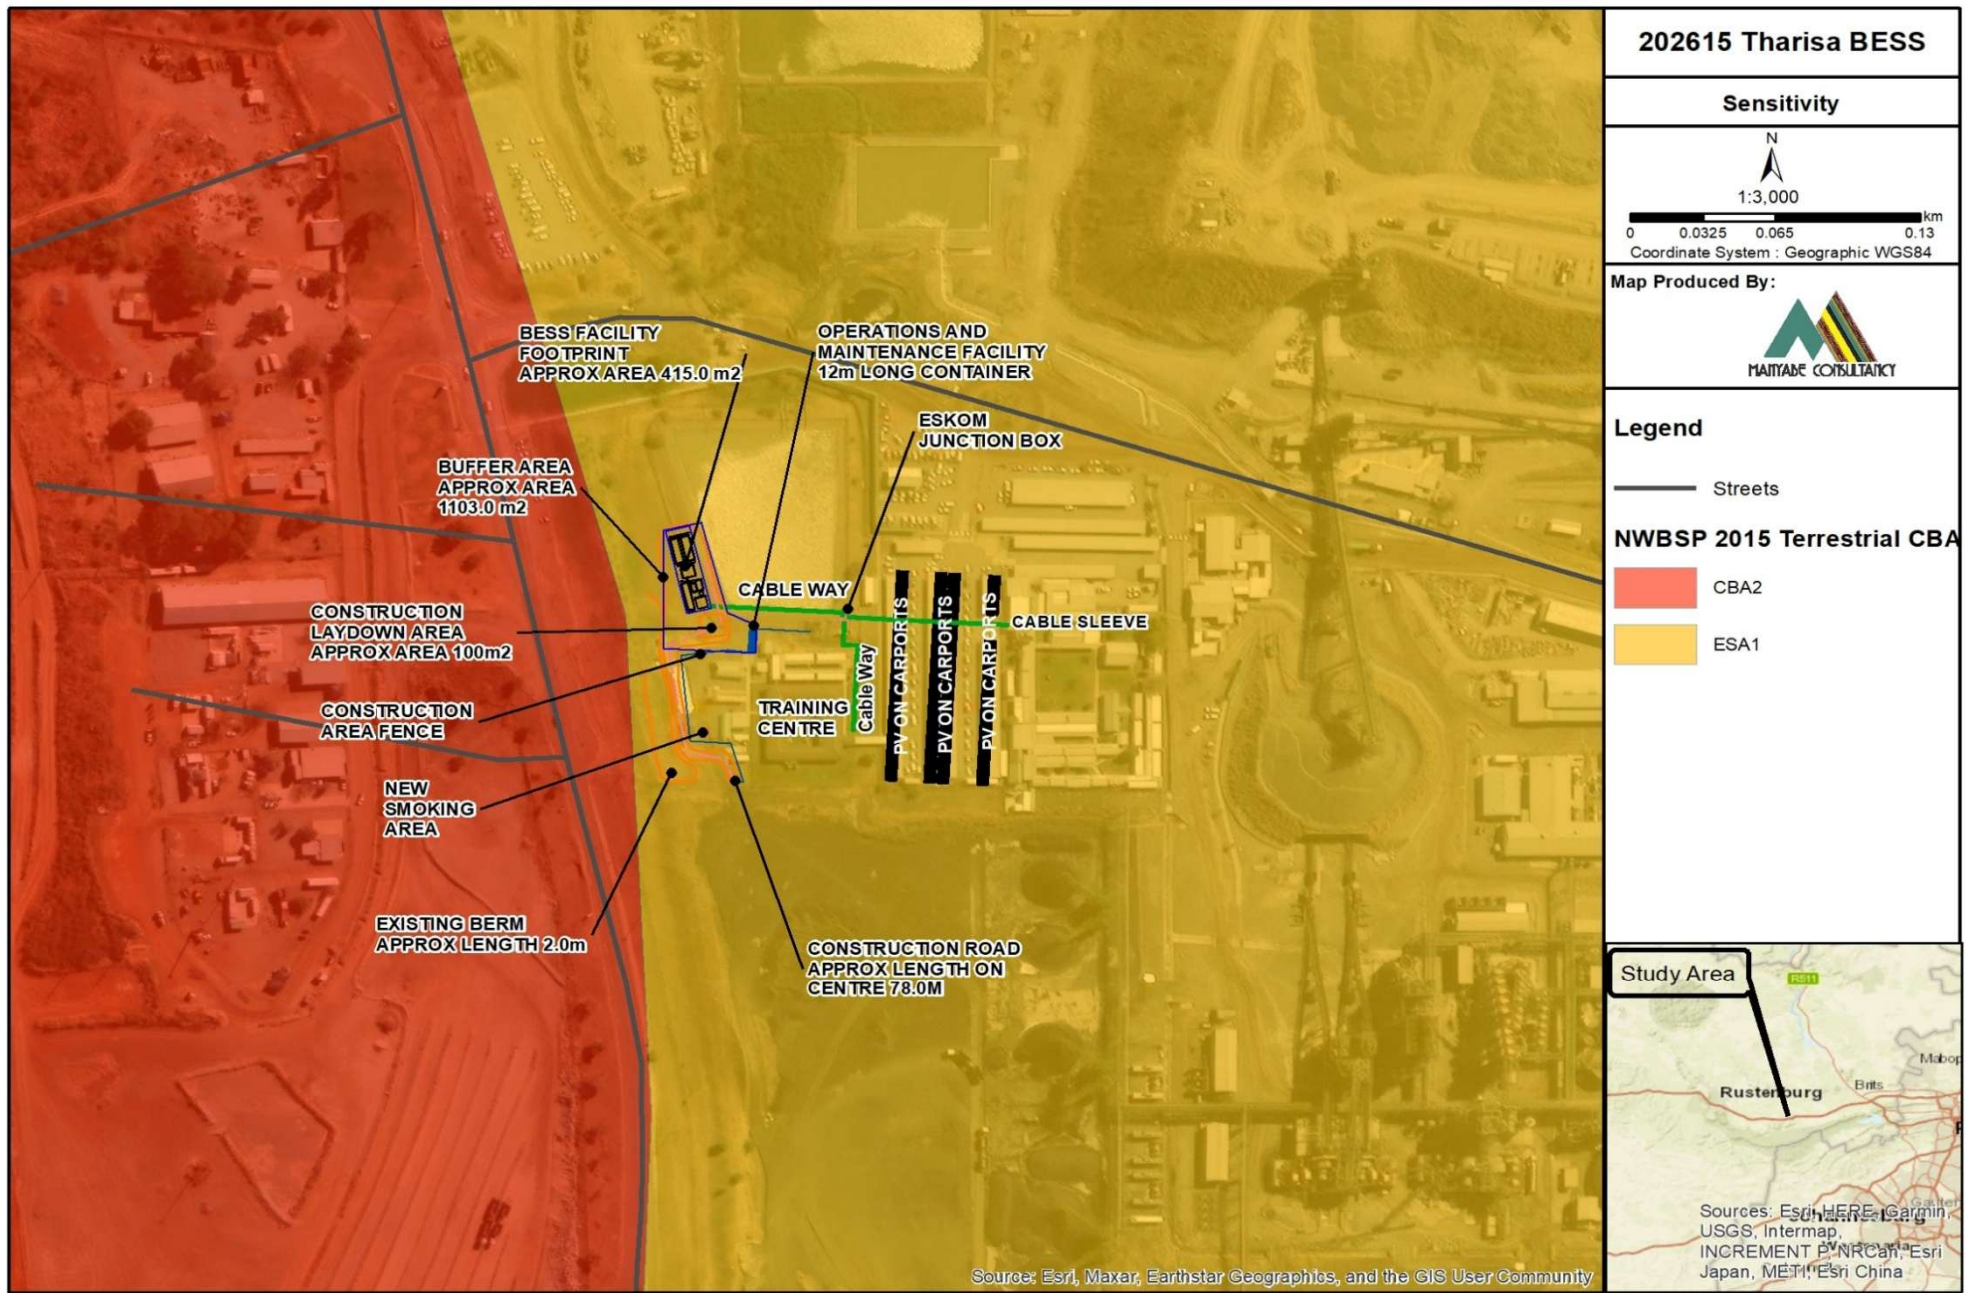 202615 Tharisa BESS
Sensitivity
N
1:3,000
km
0 0.0325 0.065 0.13
Coordinate System : Geographic WGS84
Map Produced By:
MANYABE CONSULTANCY
Legend
Streets
NWBSP 2015 Terrestrial CBA
CBA2
ESA1
BESS FACILITY
FOOTPRINT
APPROX AREA 415.0 m2
OPERATIONS AND
MAINTENANCE FACILITY
12m LONG CONTAINER
ESKOM
JUNCTION BOX
BUFFER AREA
APPROX AREA
1103.0 m2
CABLE WAY
CABLE SLEEVE
CONSTRUCTION
LAYDOWN AREA
APPROX AREA 100m2
PV ON CARPORTS
PV ON CARPORTS
PV ON CARPORTS
Cable Way
TRAINING
CENTRE
CONSTRUCTION
AREA FENCE
NEW
SMOKING
AREA
EXISTING BERM
APPROX LENGTH 2.0m
CONSTRUCTION ROAD
APPROX LENGTH ON
CENTRE 78.0M
Source: Esri, Maxar, Earthstar Geographics, and the GIS User Community
Study Area
R511
Mabop
Rustenburg
Brits
Gauten
Johannesburg
Sources: Esri, HERE, Garmin,
USGS, Intermap,
INCREMENT P, NRCan, Esri
Japan, METI, Esri China